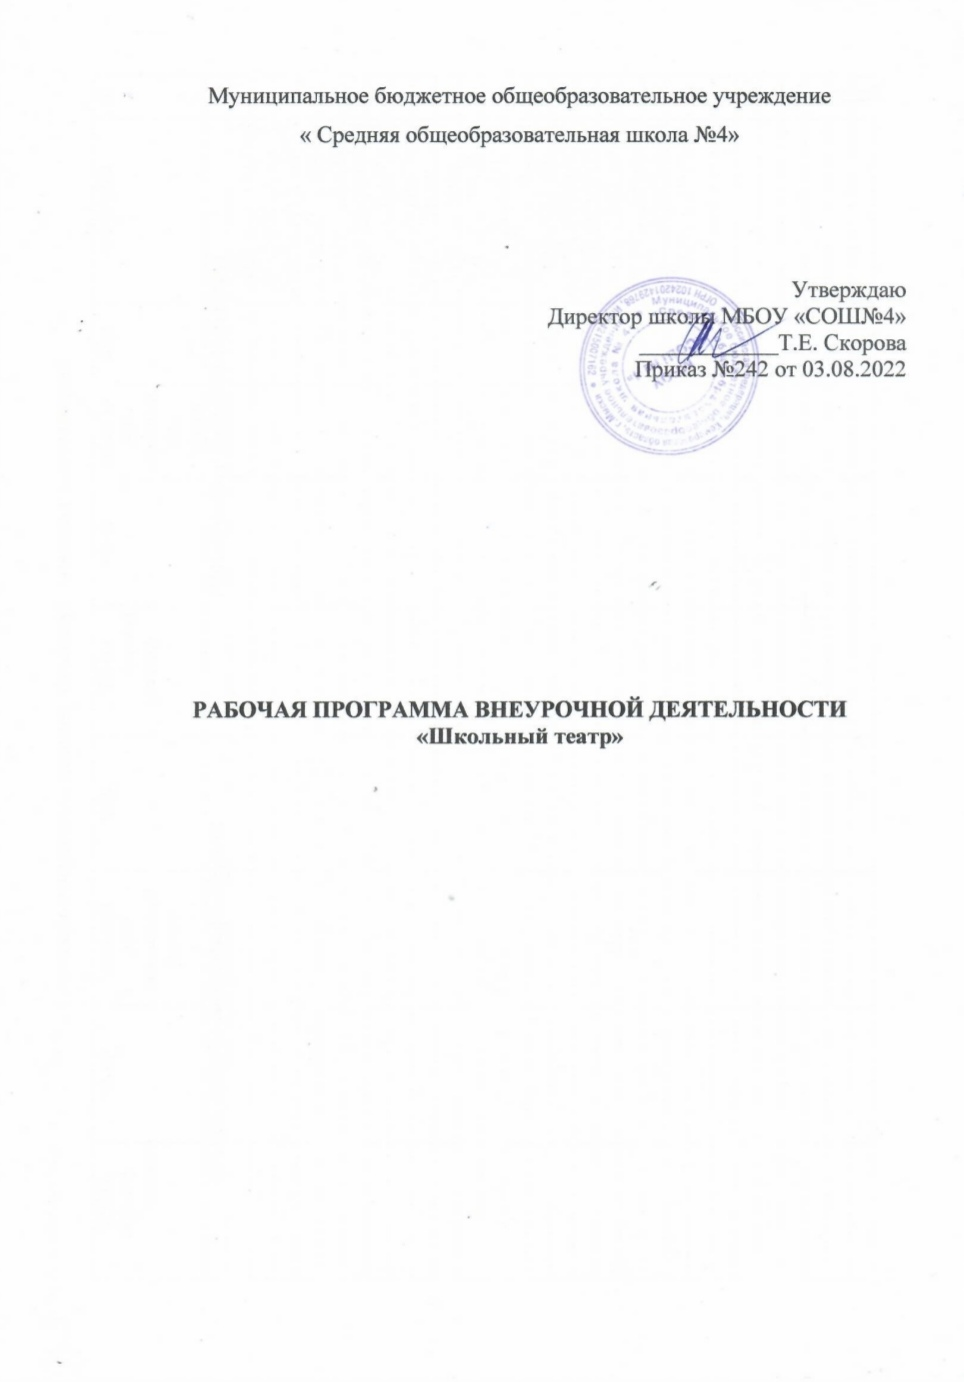 Муниципальное бюджетное общеобразовательное учреждение
« Средняя общеобразовательная школа №4»
Утверждаю
Директор школы МБОУ «СОШ№4»
____________Т.Е. Скорова
Приказ №242 от 03.08.2022
РАБОЧАЯ ПРОГРАММА ВНЕУРОЧНОЙ ДЕЯТЕЛЬНОСТИ
«Школьный театр»